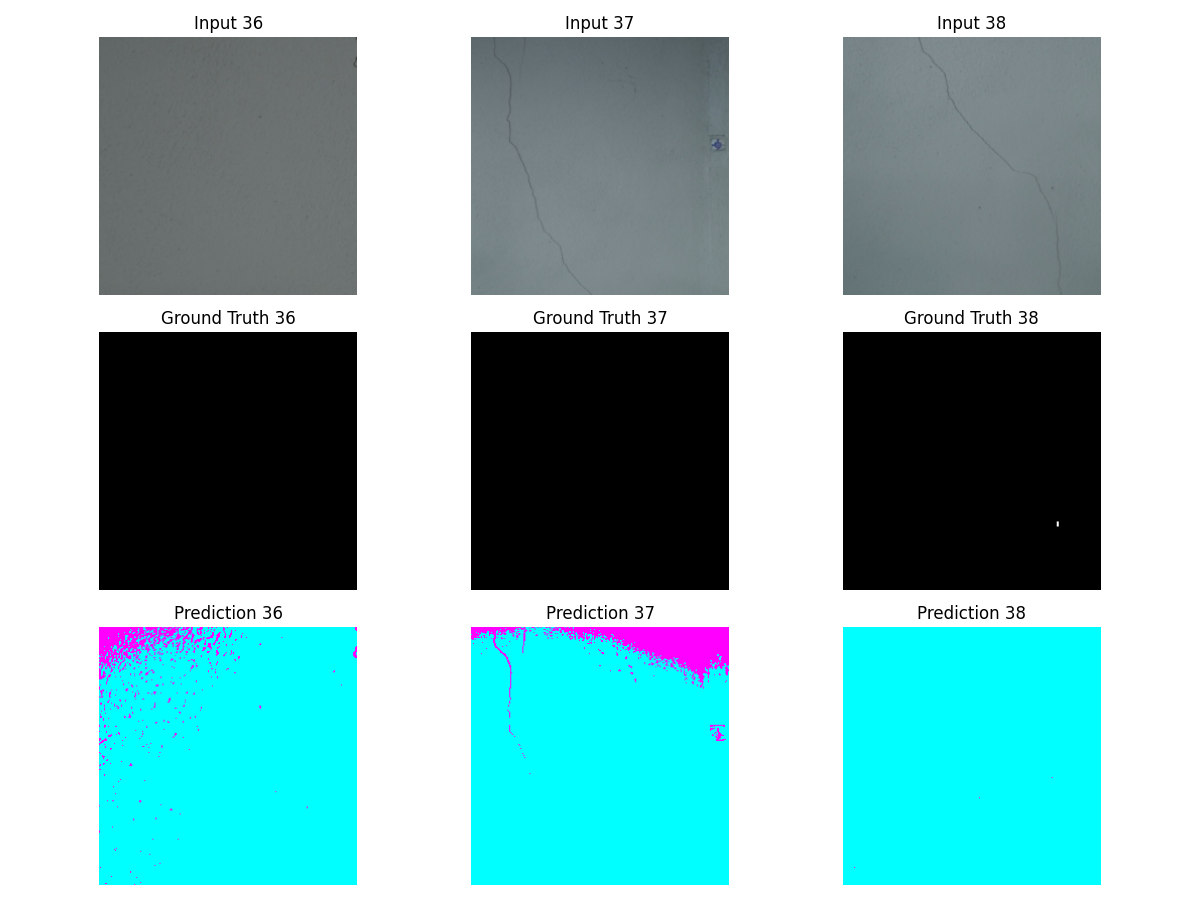 Input 36
Input 37
Input 38
Ground Truth 36
Ground Truth 37
Ground Truth 38
Prediction 36
Prediction 37
Prediction 38